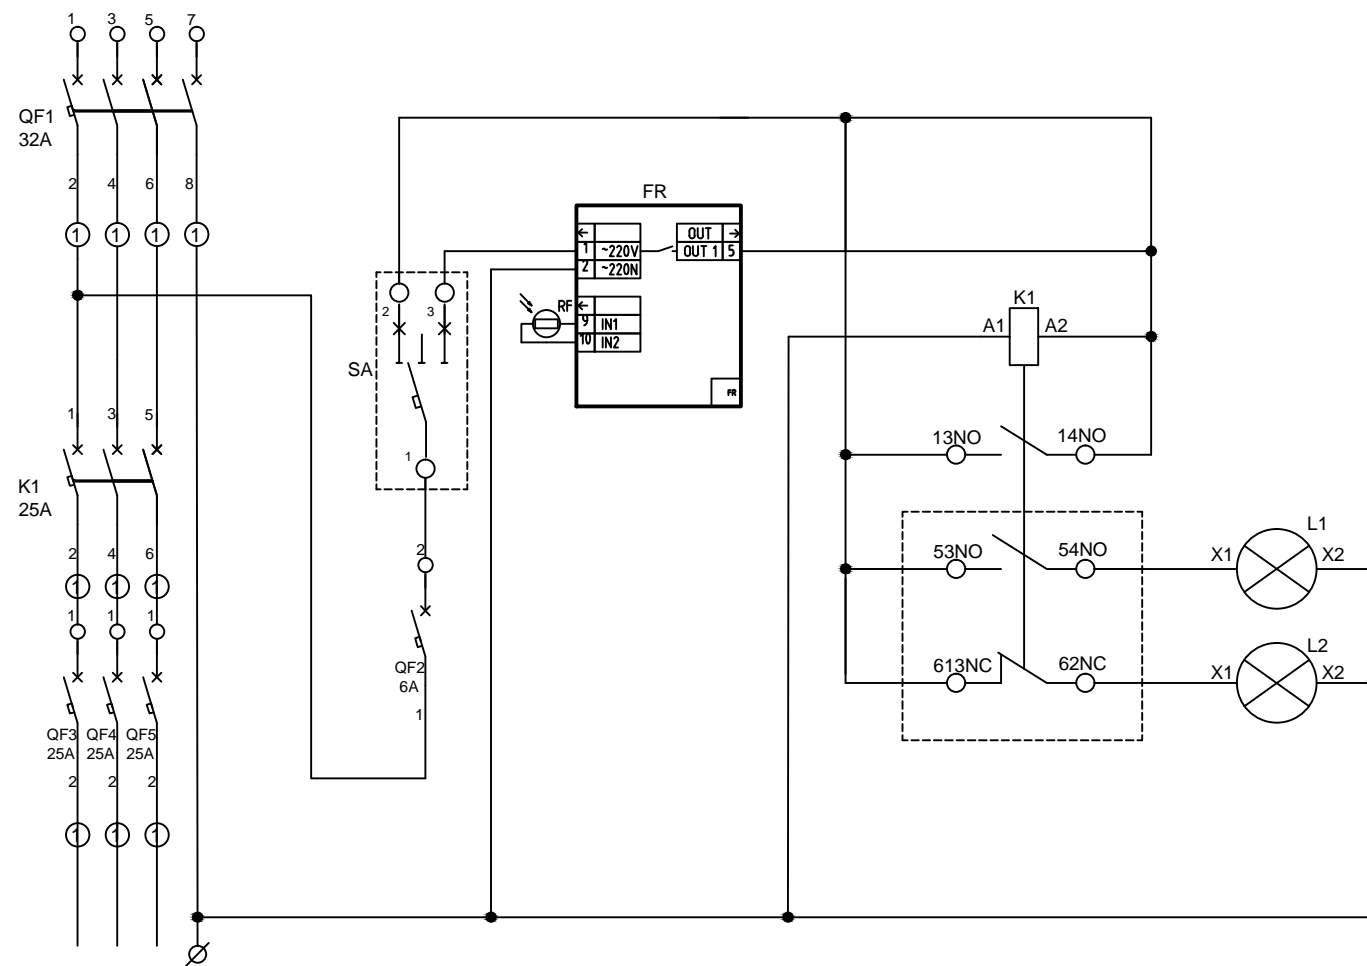 1 3 5 7
QF1
32A
2 4 6 8
1 1 1 1
FR
← OUT →
1 ~220V OUT 1 5
2 ~220N
RF ←
9 IN1
10 IN2
FR
2 3
SA
1
K1
A1 A2
1 3 5
K1
25A
13NO 14NO
2 4 6
1 1 1
1 1 1
2
QF2
6A
1
53NO 54NO
X1 L1 X2
613NC 62NC
X1 L2 X2
QF3 QF4 QF5
25A 25A 25A
2 2 2
1 1 1